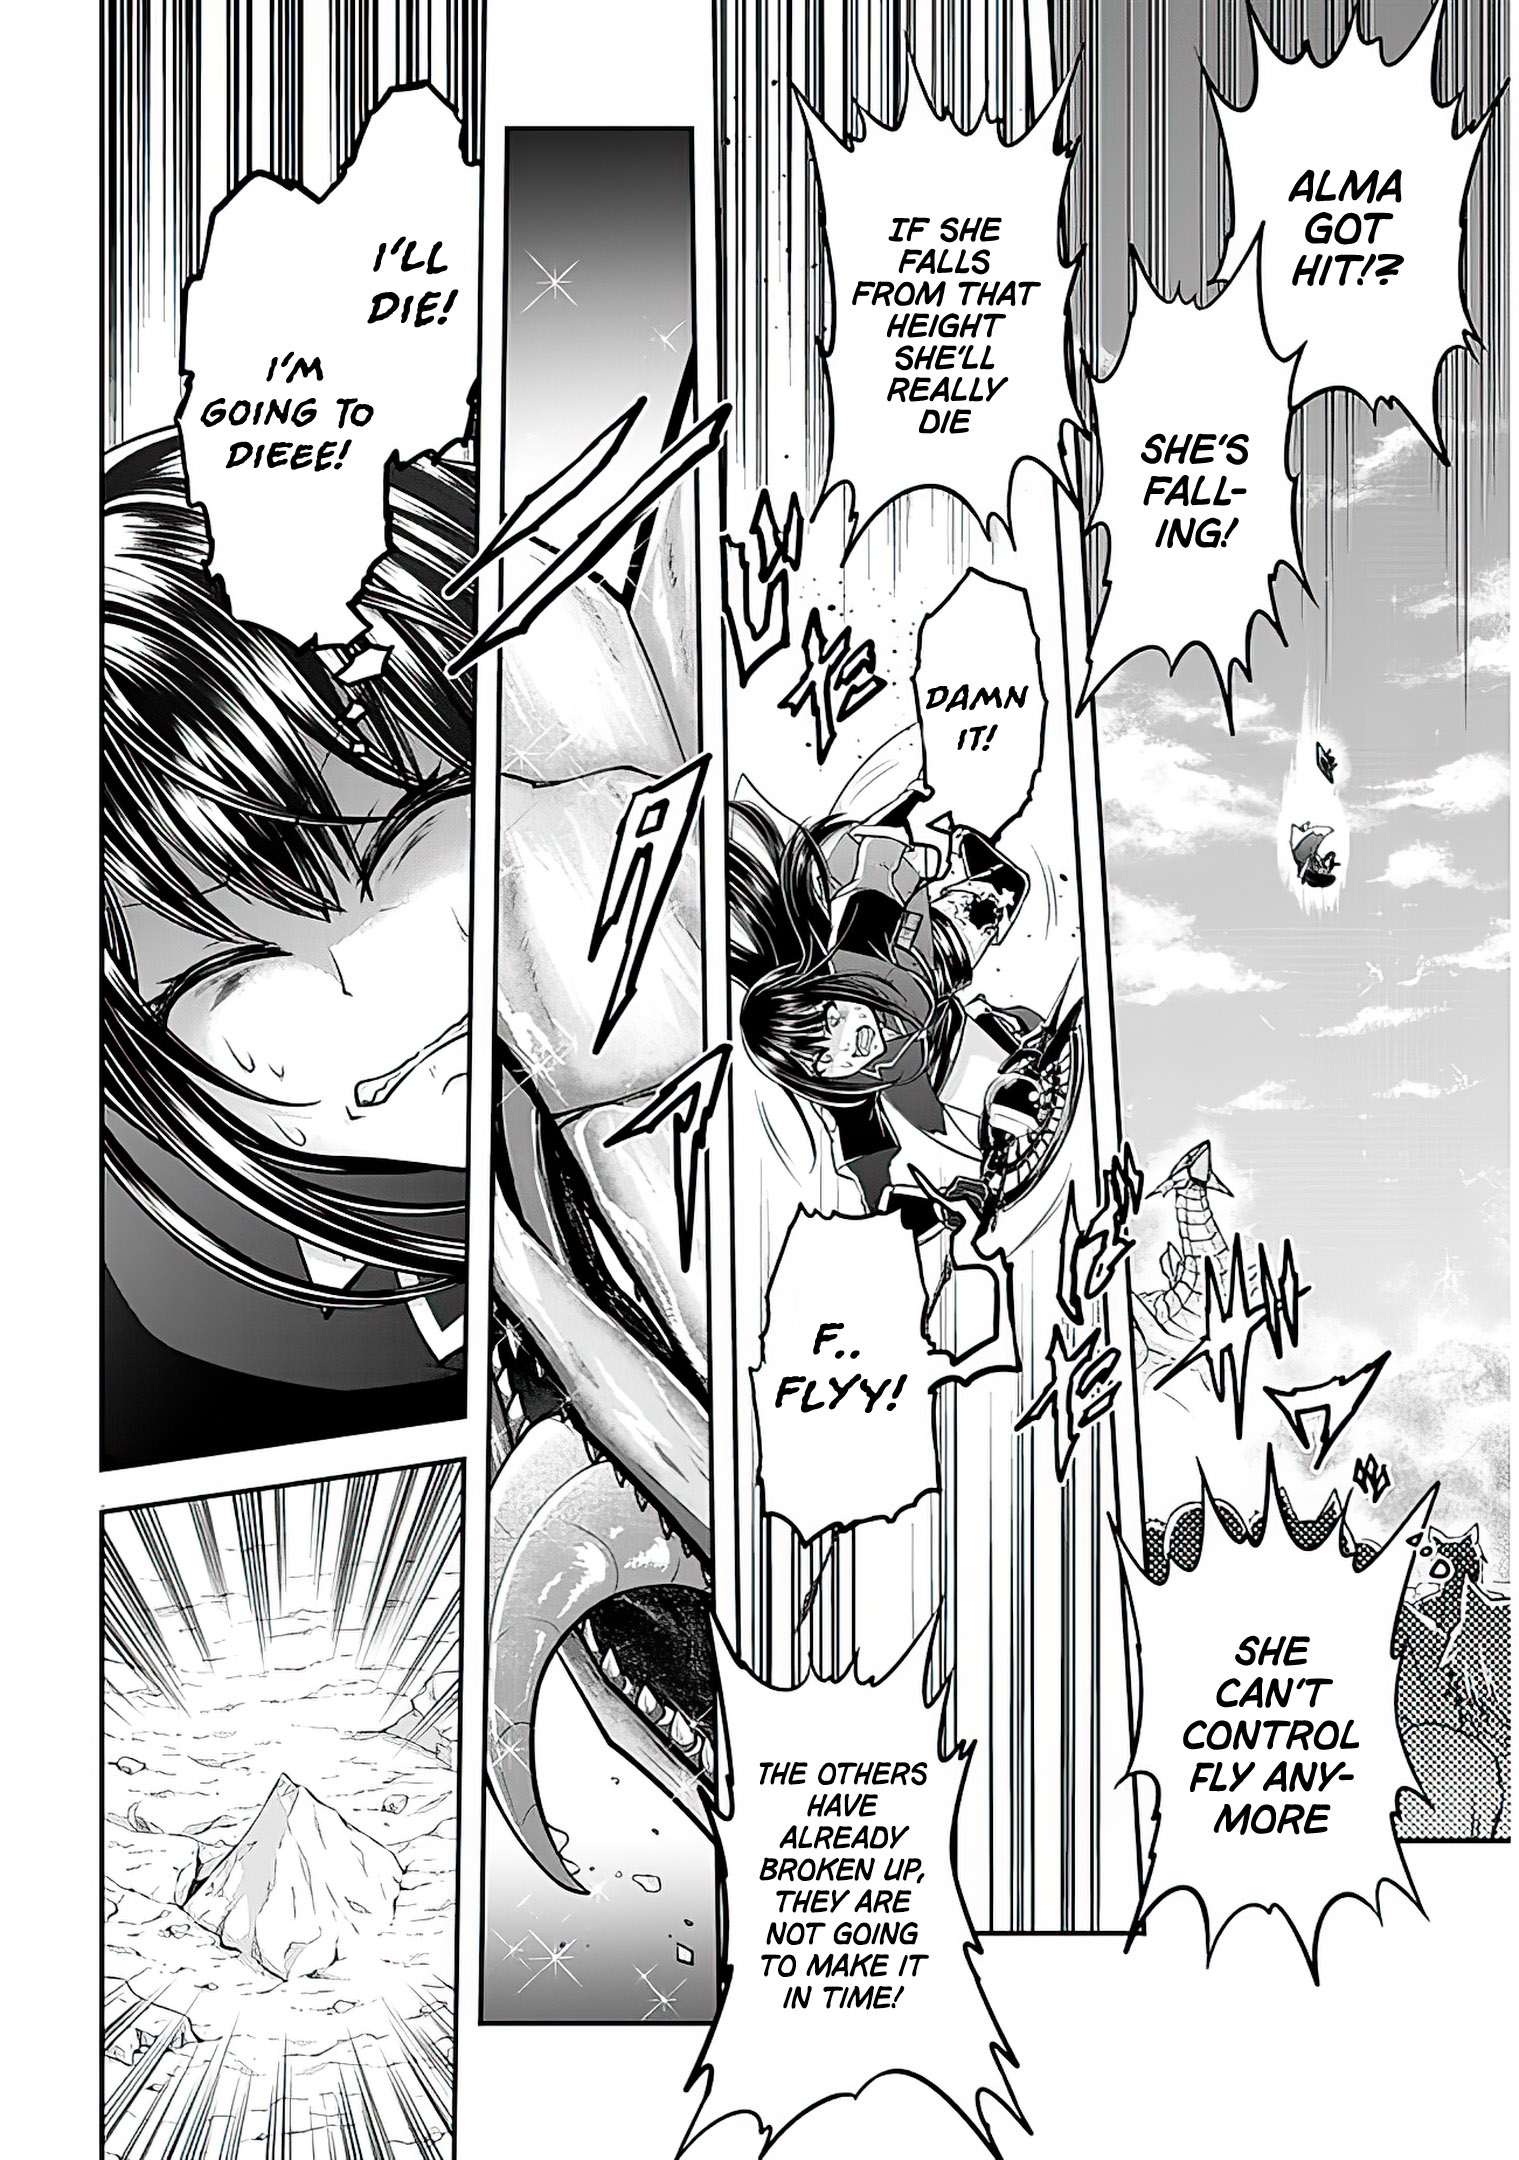 ALMA
GOT
HIT!?
SHE'S
FALL-
ING!
IF SHE
FALLS
FROM THAT
HEIGHT
SHE'LL
REALLY
DIE
SHE
CAN'T
CONTROL
FLY ANY-
MORE
DAMN
IT!
F..
FLYY!
THE OTHERS
HAVE
ALREADY
BROKEN UP,
THEY ARE
NOT GOING
TO MAKE IT
IN TIME!
I'LL
DIE!
I'M
GOING TO
DIEEE!